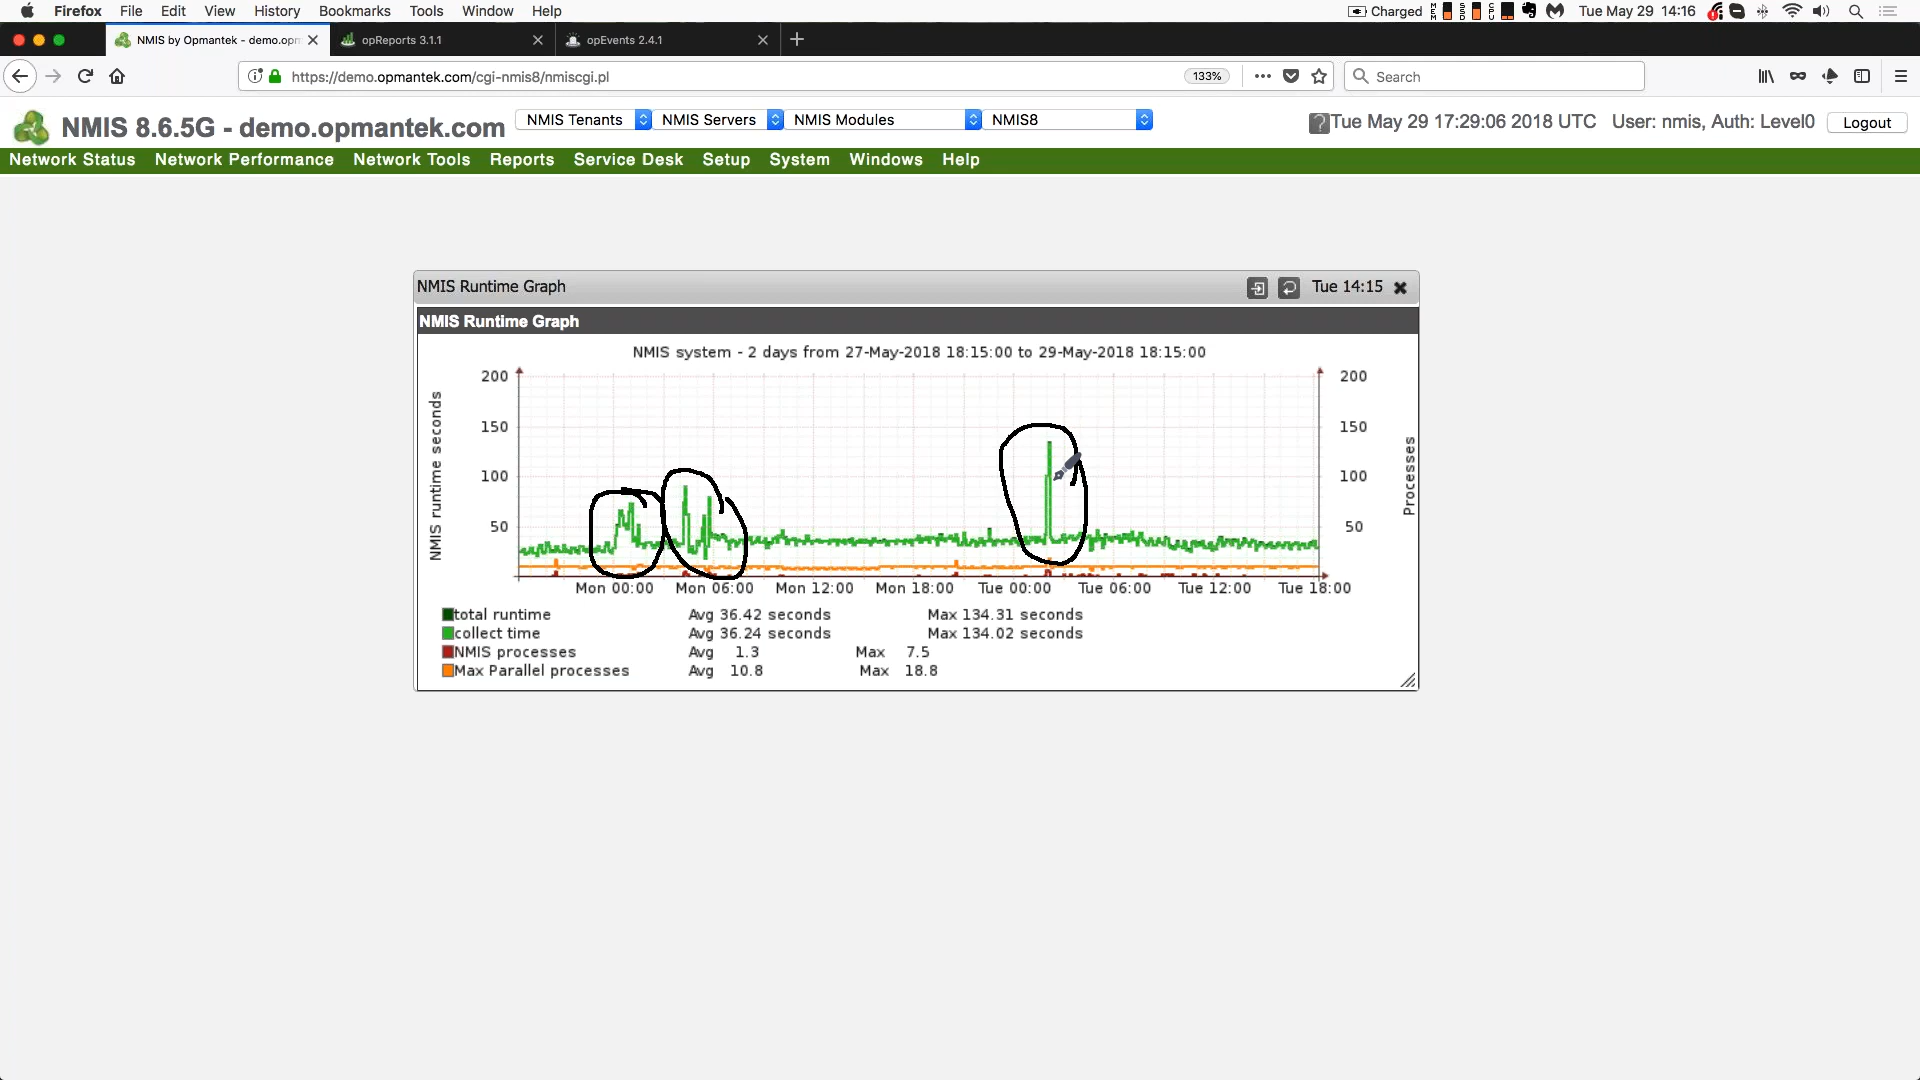 Firefox File Edit View History Bookmarks Tools Window Help Charged MEM SSD CPU Tue May 29 14:16
NMIS by Opmantek - demo.opm opReports 3.1.1 opEvents 2.4.1
https://demo.opmantek.com/cgi-nmis8/nmiscgi.pl 133% Search
NMIS 8.6.5G - demo.opmantek.com NMIS Tenants NMIS Servers NMIS Modules NMIS8 ?Tue May 29 17:29:06 2018 UTC User: nmis, Auth: Level0 Logout
Network Status Network Performance Network Tools Reports Service Desk Setup System Windows Help
NMIS Runtime Graph Tue 14:15
NMIS Runtime Graph
NMIS system - 2 days from 27-May-2018 18:15:00 to 29-May-2018 18:15:00
200 200
150 150
100 100
50 50
NMIS runtime seconds
Processes
Mon 00:00 Mon 06:00 Mon 12:00 Mon 18:00 Tue 00:00 Tue 06:00 Tue 12:00 Tue 18:00
total runtime Avg 36.42 seconds Max 134.31 seconds
collect time Avg 36.24 seconds Max 134.02 seconds
NMIS processes Avg 1.3 Max 7.5
Max Parallel processes Avg 10.8 Max 18.8